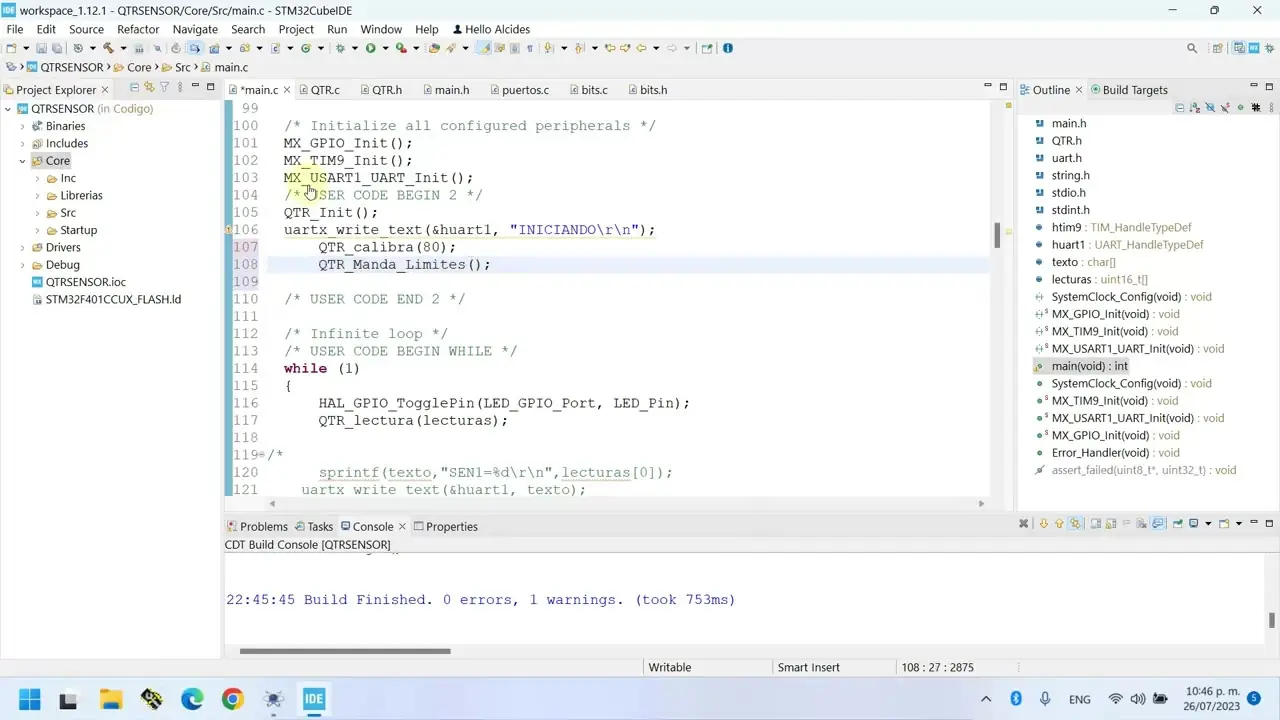 IDE workspace_1.12.1 - QTRSENSOR/Core/Src/main.c - STM32CubeIDE
File Edit Source Refactor Navigate Search Project Run Window Help Hello Alcides
QTRSENSOR Core Src main.c
Project Explorer
QTRSENSOR (in Codigo)
Binaries
Includes
Core
Inc
Librerias
Src
Startup
Drivers
Debug
QTRSENSOR.ioc
STM32F401CCUX_FLASH.ld
*main.c QTR.c QTR.h main.h puertos.c bits.c bits.h
99
100 /* Initialize all configured peripherals */
101 MX_GPIO_Init();
102 MX_TIM9_Init();
103 MX_USART1_UART_Init();
104 /* USER CODE BEGIN 2 */
105 QTR_Init();
106 uartx_write_text(&huart1, "INICIANDO\r\n");
107 QTR_calibra(80);
108 QTR_Manda_Limites();
109
110 /* USER CODE END 2 */
111
112 /* Infinite loop */
113 /* USER CODE BEGIN WHILE */
114 while (1)
115 {
116 HAL_GPIO_TogglePin(LED_GPIO_Port, LED_Pin);
117 QTR_lectura(lecturas);
118
119 /*
120 sprintf(texto,"SEN1=%d\r\n",lecturas[0]);
121 uartx_write_text(&huart1, texto);
Outline Build Targets
main.h
QTR.h
uart.h
string.h
stdio.h
stdint.h
htim9 : TIM_HandleTypeDef
huart1 : UART_HandleTypeDef
texto : char[]
lecturas : uint16_t[]
SystemClock_Config(void) : void
MX_GPIO_Init(void) : void
MX_TIM9_Init(void) : void
MX_USART1_UART_Init(void) : void
main(void) : int
SystemClock_Config(void) : void
MX_TIM9_Init(void) : void
MX_USART1_UART_Init(void) : void
MX_GPIO_Init(void) : void
Error_Handler(void) : void
assert_failed(uint8_t*, uint32_t) : void
Problems Tasks Console Properties
CDT Build Console [QTRSENSOR]
22:45:45 Build Finished. 0 errors, 1 warnings. (took 753ms)
Writable Smart Insert 108 : 27 : 2875
IDE ENG 10:46 p. m.
26/07/2023 5